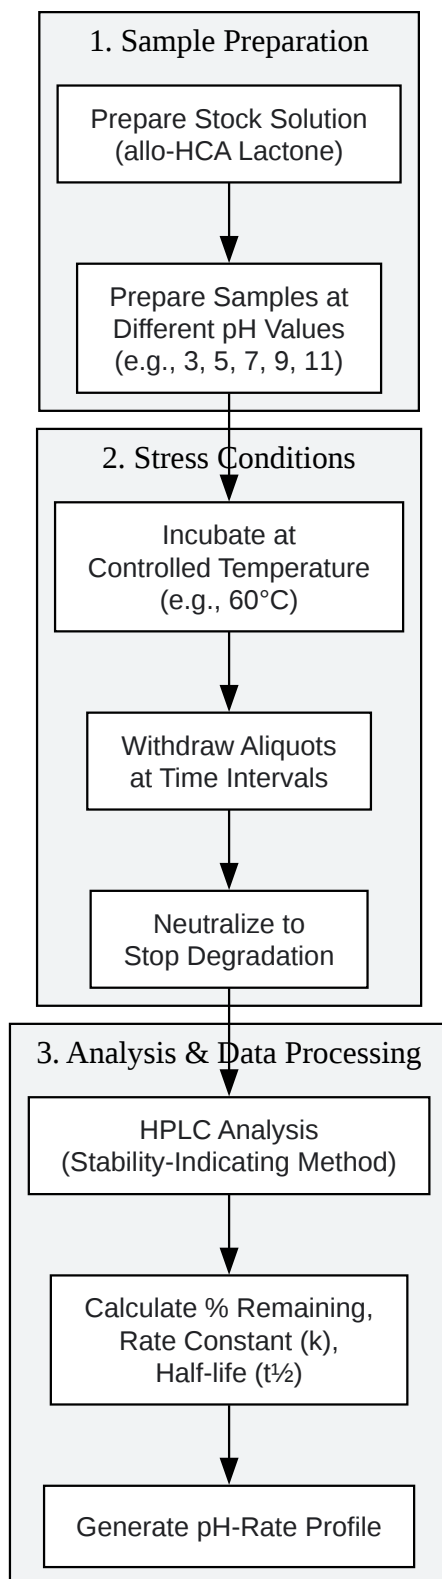 1. Sample Preparation
Prepare Stock Solution
(allo-HCA Lactone)
Prepare Samples at
Different pH Values
(e.g., 3, 5, 7, 9, 11)
2. Stress Conditions
Incubate at
Controlled Temperature
(e.g., 60°C)
Withdraw Aliquots
at Time Intervals
Neutralize to
Stop Degradation
3. Analysis & Data Processing
HPLC Analysis
(Stability-Indicating Method)
Calculate % Remaining,
Rate Constant (k),
Half-life (t½)
Generate pH-Rate Profile